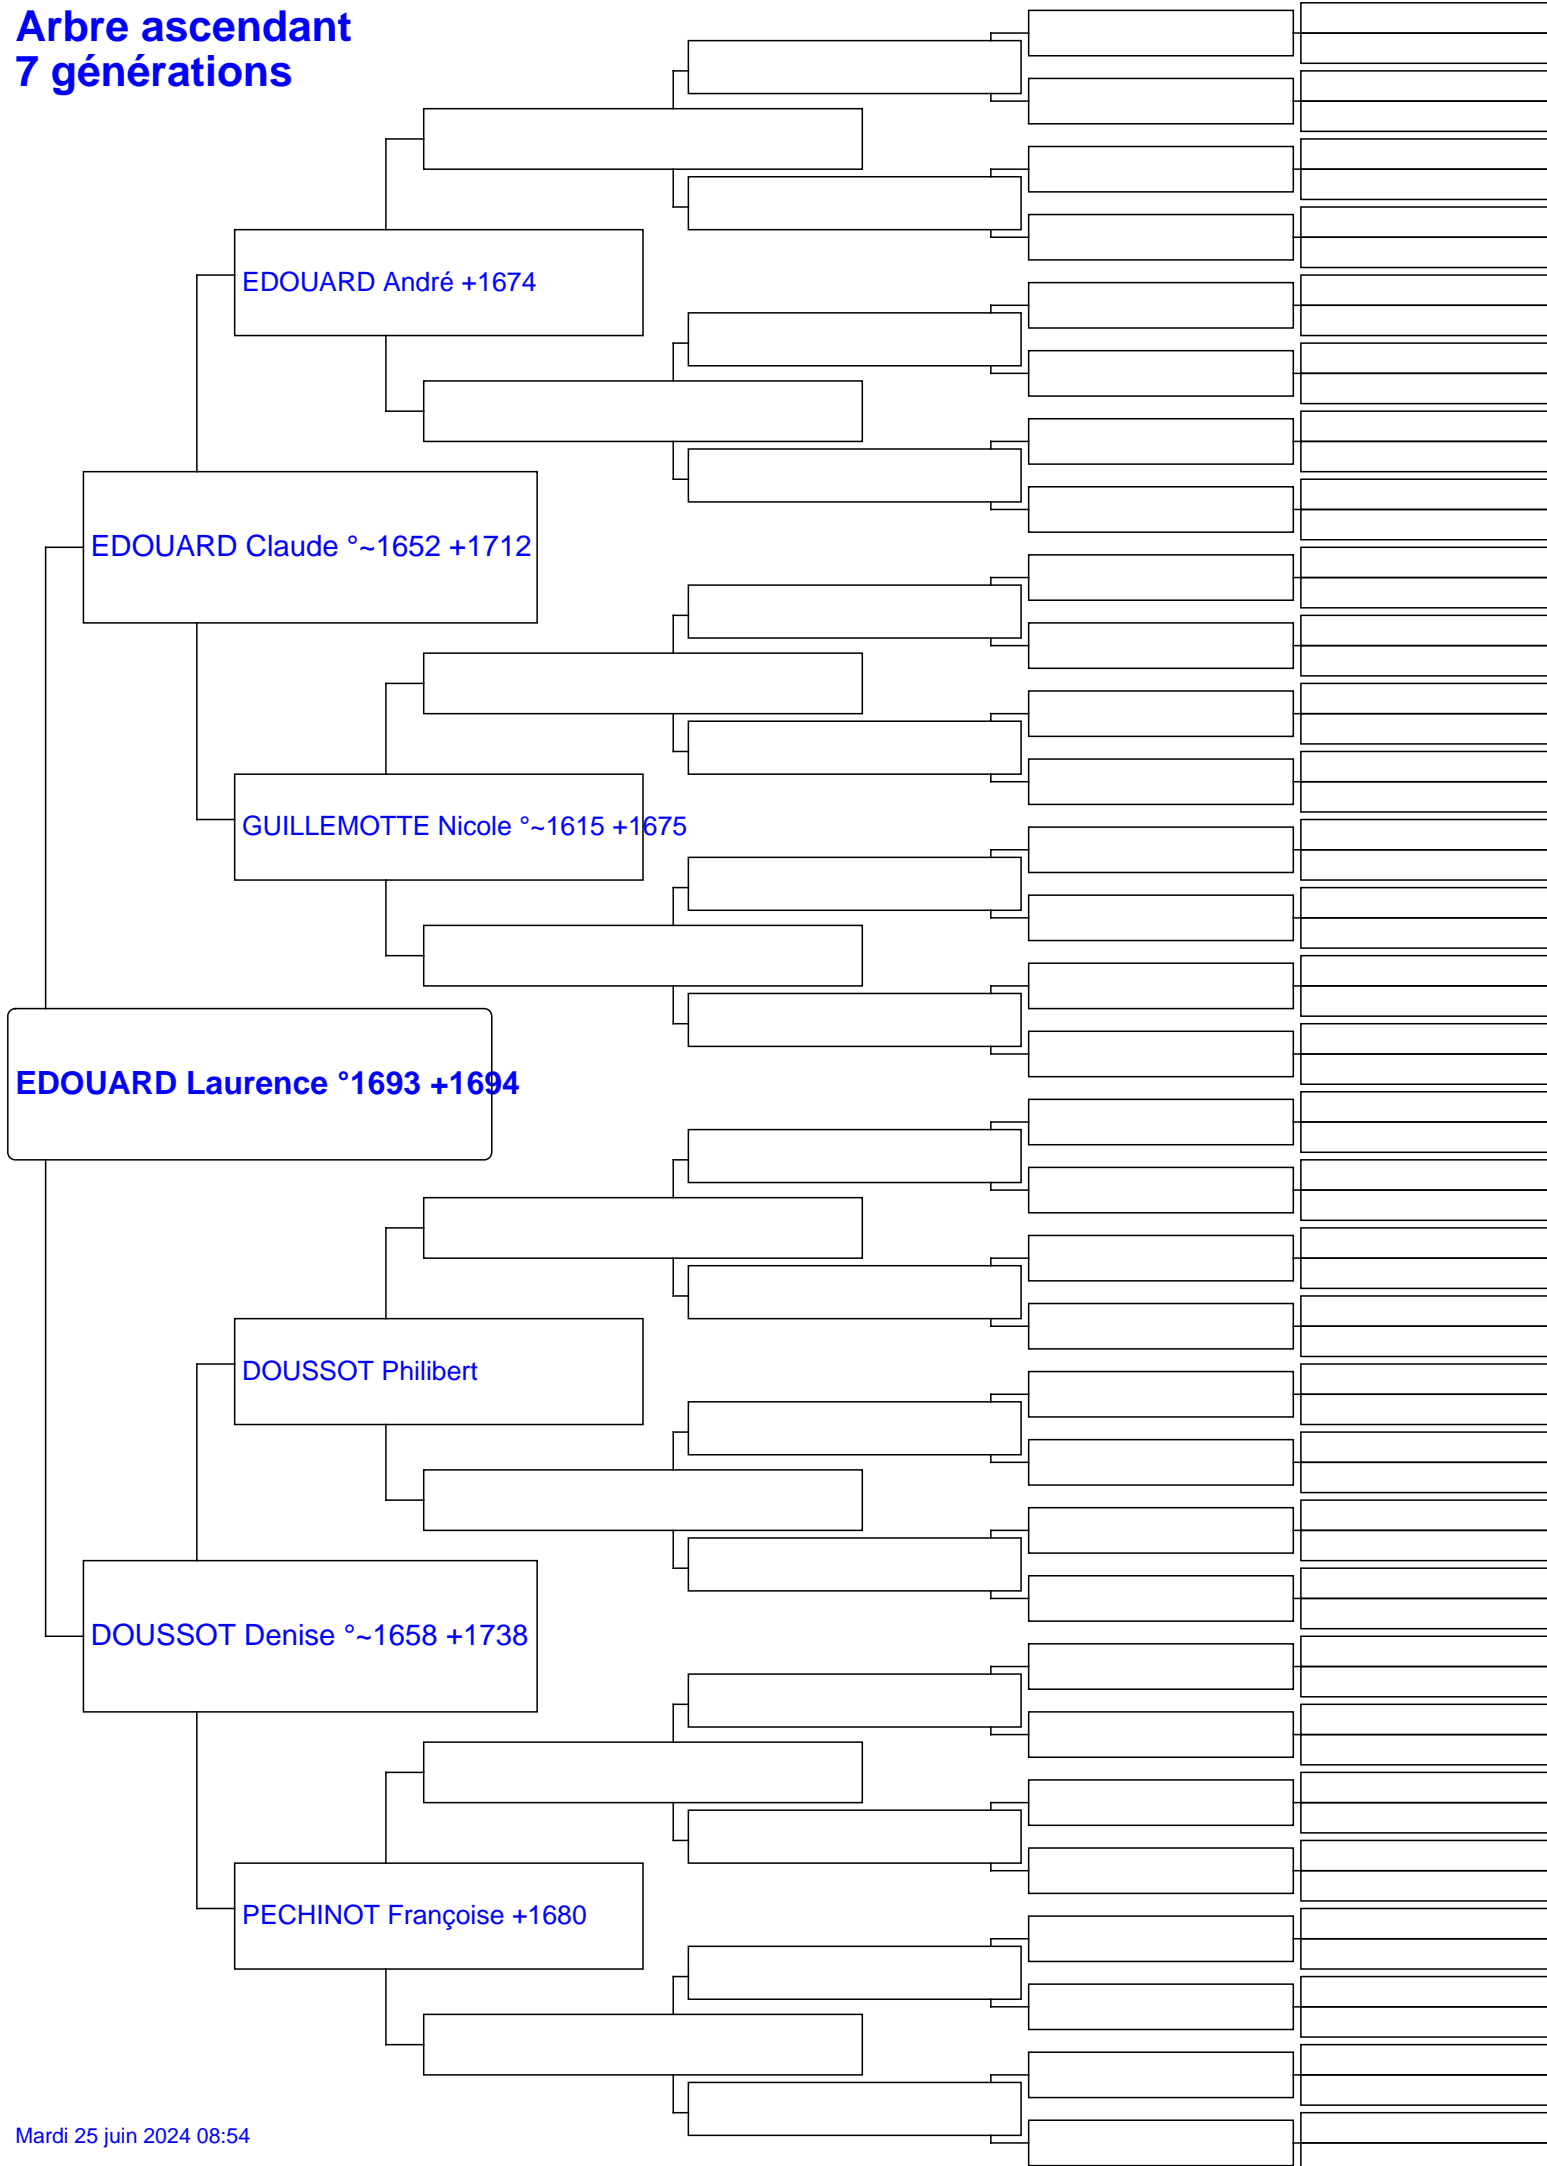 Arbre ascendant
7 générations
EDOUARD André +1674
EDOUARD Claude °~1652 +1712
GUILLEMOTTE Nicole °~1615 +1675
EDOUARD Laurence °1693 +1694
DOUSSOT Philibert
DOUSSOT Denise °~1658 +1738
PECHINOT Françoise +1680
Mardi 25 juin 2024 08:54